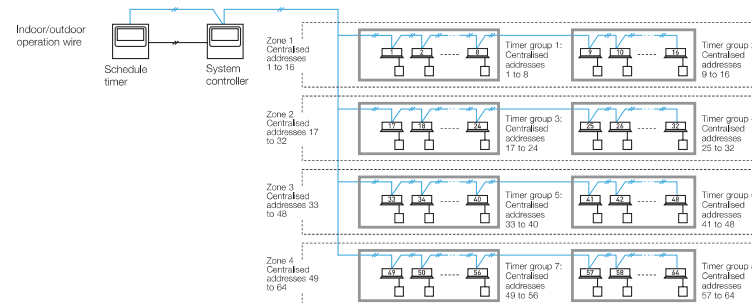 Indoor/outdoor
operation wire
Schedule
timer
System
controller
Zone 1
Centralised
addresses
1 to 16
1 2 8
Timer group 1:
Centralised
addresses
1 to 8
9 10 16
Timer group
Centralised
addresses
9 to 16
Zone 2
Centralised
addresses 17
to 32
17 18 24
Timer group 3:
Centralised
addresses
17 to 24
25 26 32
Timer group
Centralised
addresses
25 to 32
Zone 3
Centralised
addresses 33
to 48
33 34 40
Timer group 5:
Centralised
addresses
33 to 40
41 42 48
Timer group
Centralised
addresses
41 to 48
Zone 4
Centralised
addresses 49
to 64
49 50 56
Timer group 7:
Centralised
addresses
49 to 56
57 58 64
Timer group
Centralised
addresses
57 to 64